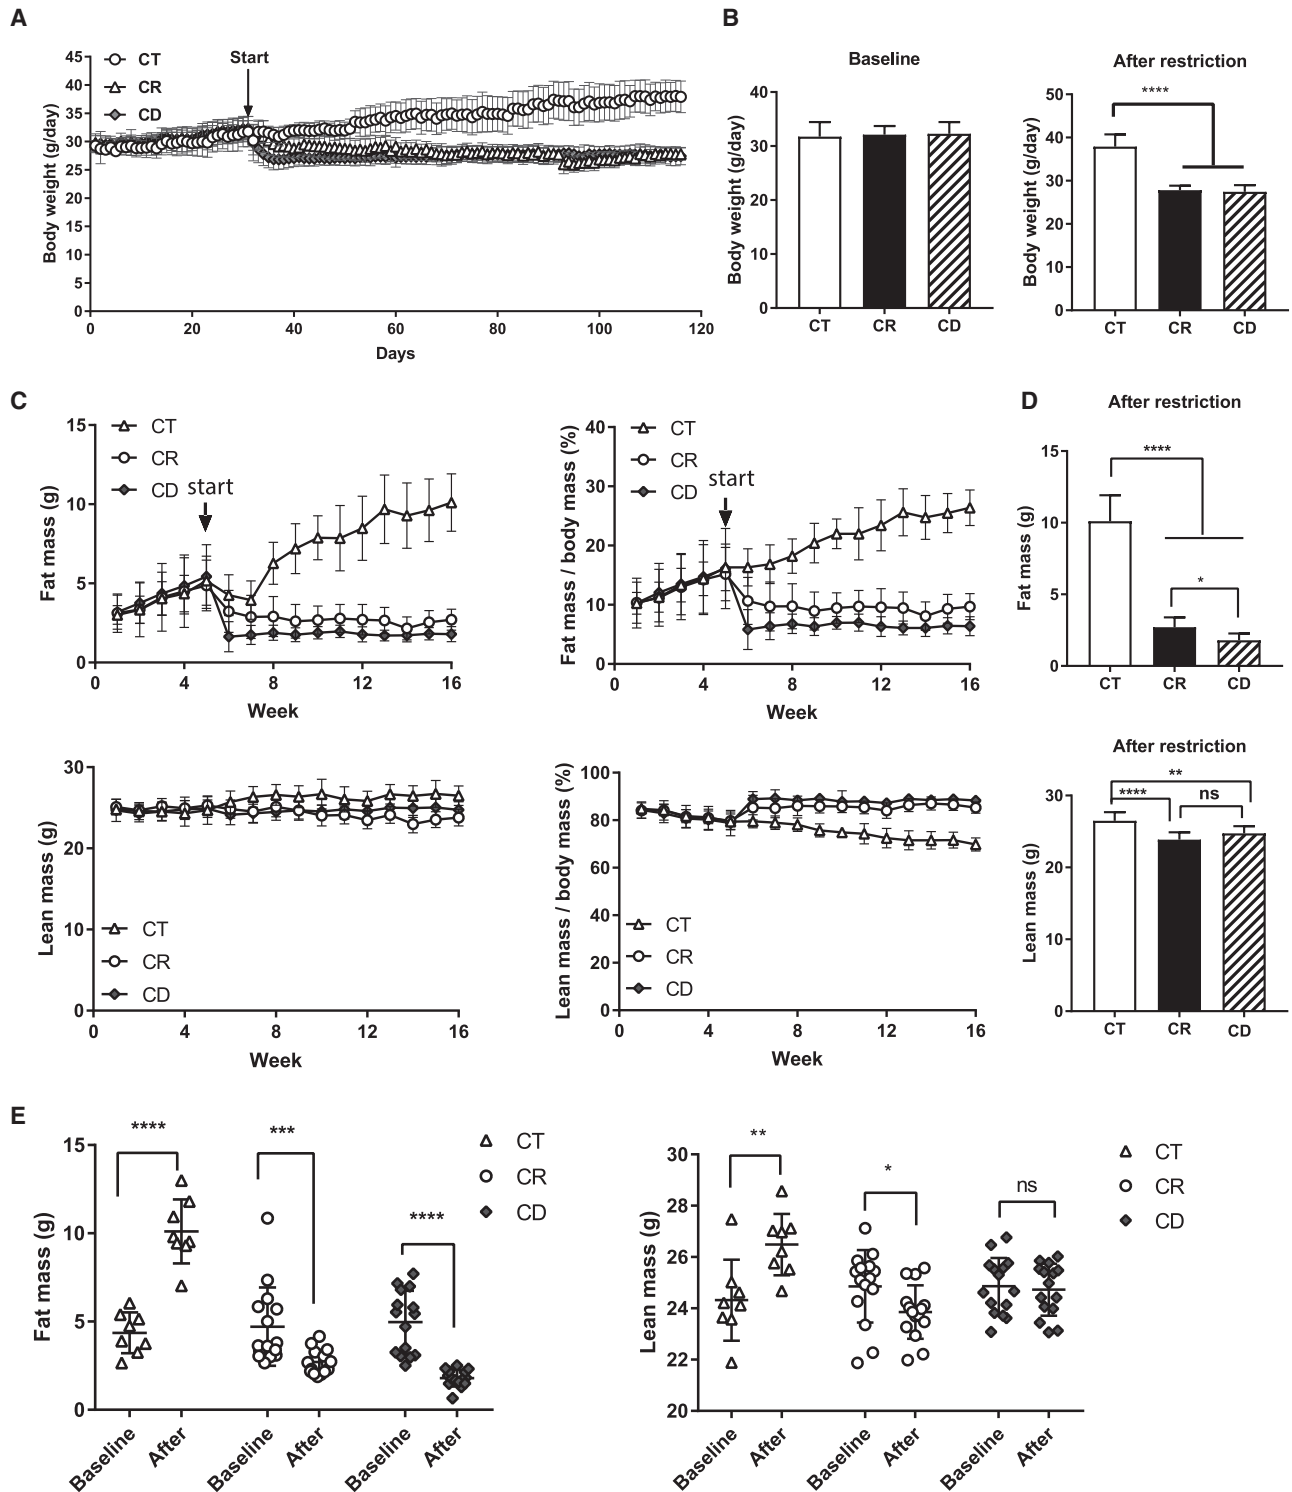 A
Body weight (g/day)
45
40
35
30
25
20
15
10
5
0
CT
CR
CD
Start
0 20 40 60 80 100 120
Days
B
Baseline
Body weight (g/day)
40
30
20
10
0
CT CR CD
After restriction
****
Body weight (g/day)
50
40
30
20
10
0
CT CR CD
C
Fat mass (g)
15
10
5
0
CT
CR
CD
start
0 4 8 12 16
Week
Fat mass / body mass (%)
40
30
20
10
0
CT
CR
CD
start
0 4 8 12 16
Week
D
After restriction
****
*
Fat mass (g)
15
10
5
0
CT CR CD
Lean mass (g)
30
20
10
0
CT
CR
CD
0 4 8 12 16
Week
Lean mass / body mass (%)
100
80
60
40
20
0
CT
CR
CD
0 4 8 12 16
Week
After restriction
**
**** ns
Lean mass (g)
30
20
10
0
CT CR CD
E
Fat mass (g)
15
10
5
0
****
***
****
CT
CR
CD
Baseline After Baseline After Baseline After
Lean mass (g)
30
28
26
24
22
20
**
*
ns
CT
CR
CD
Baseline After Baseline After Baseline After